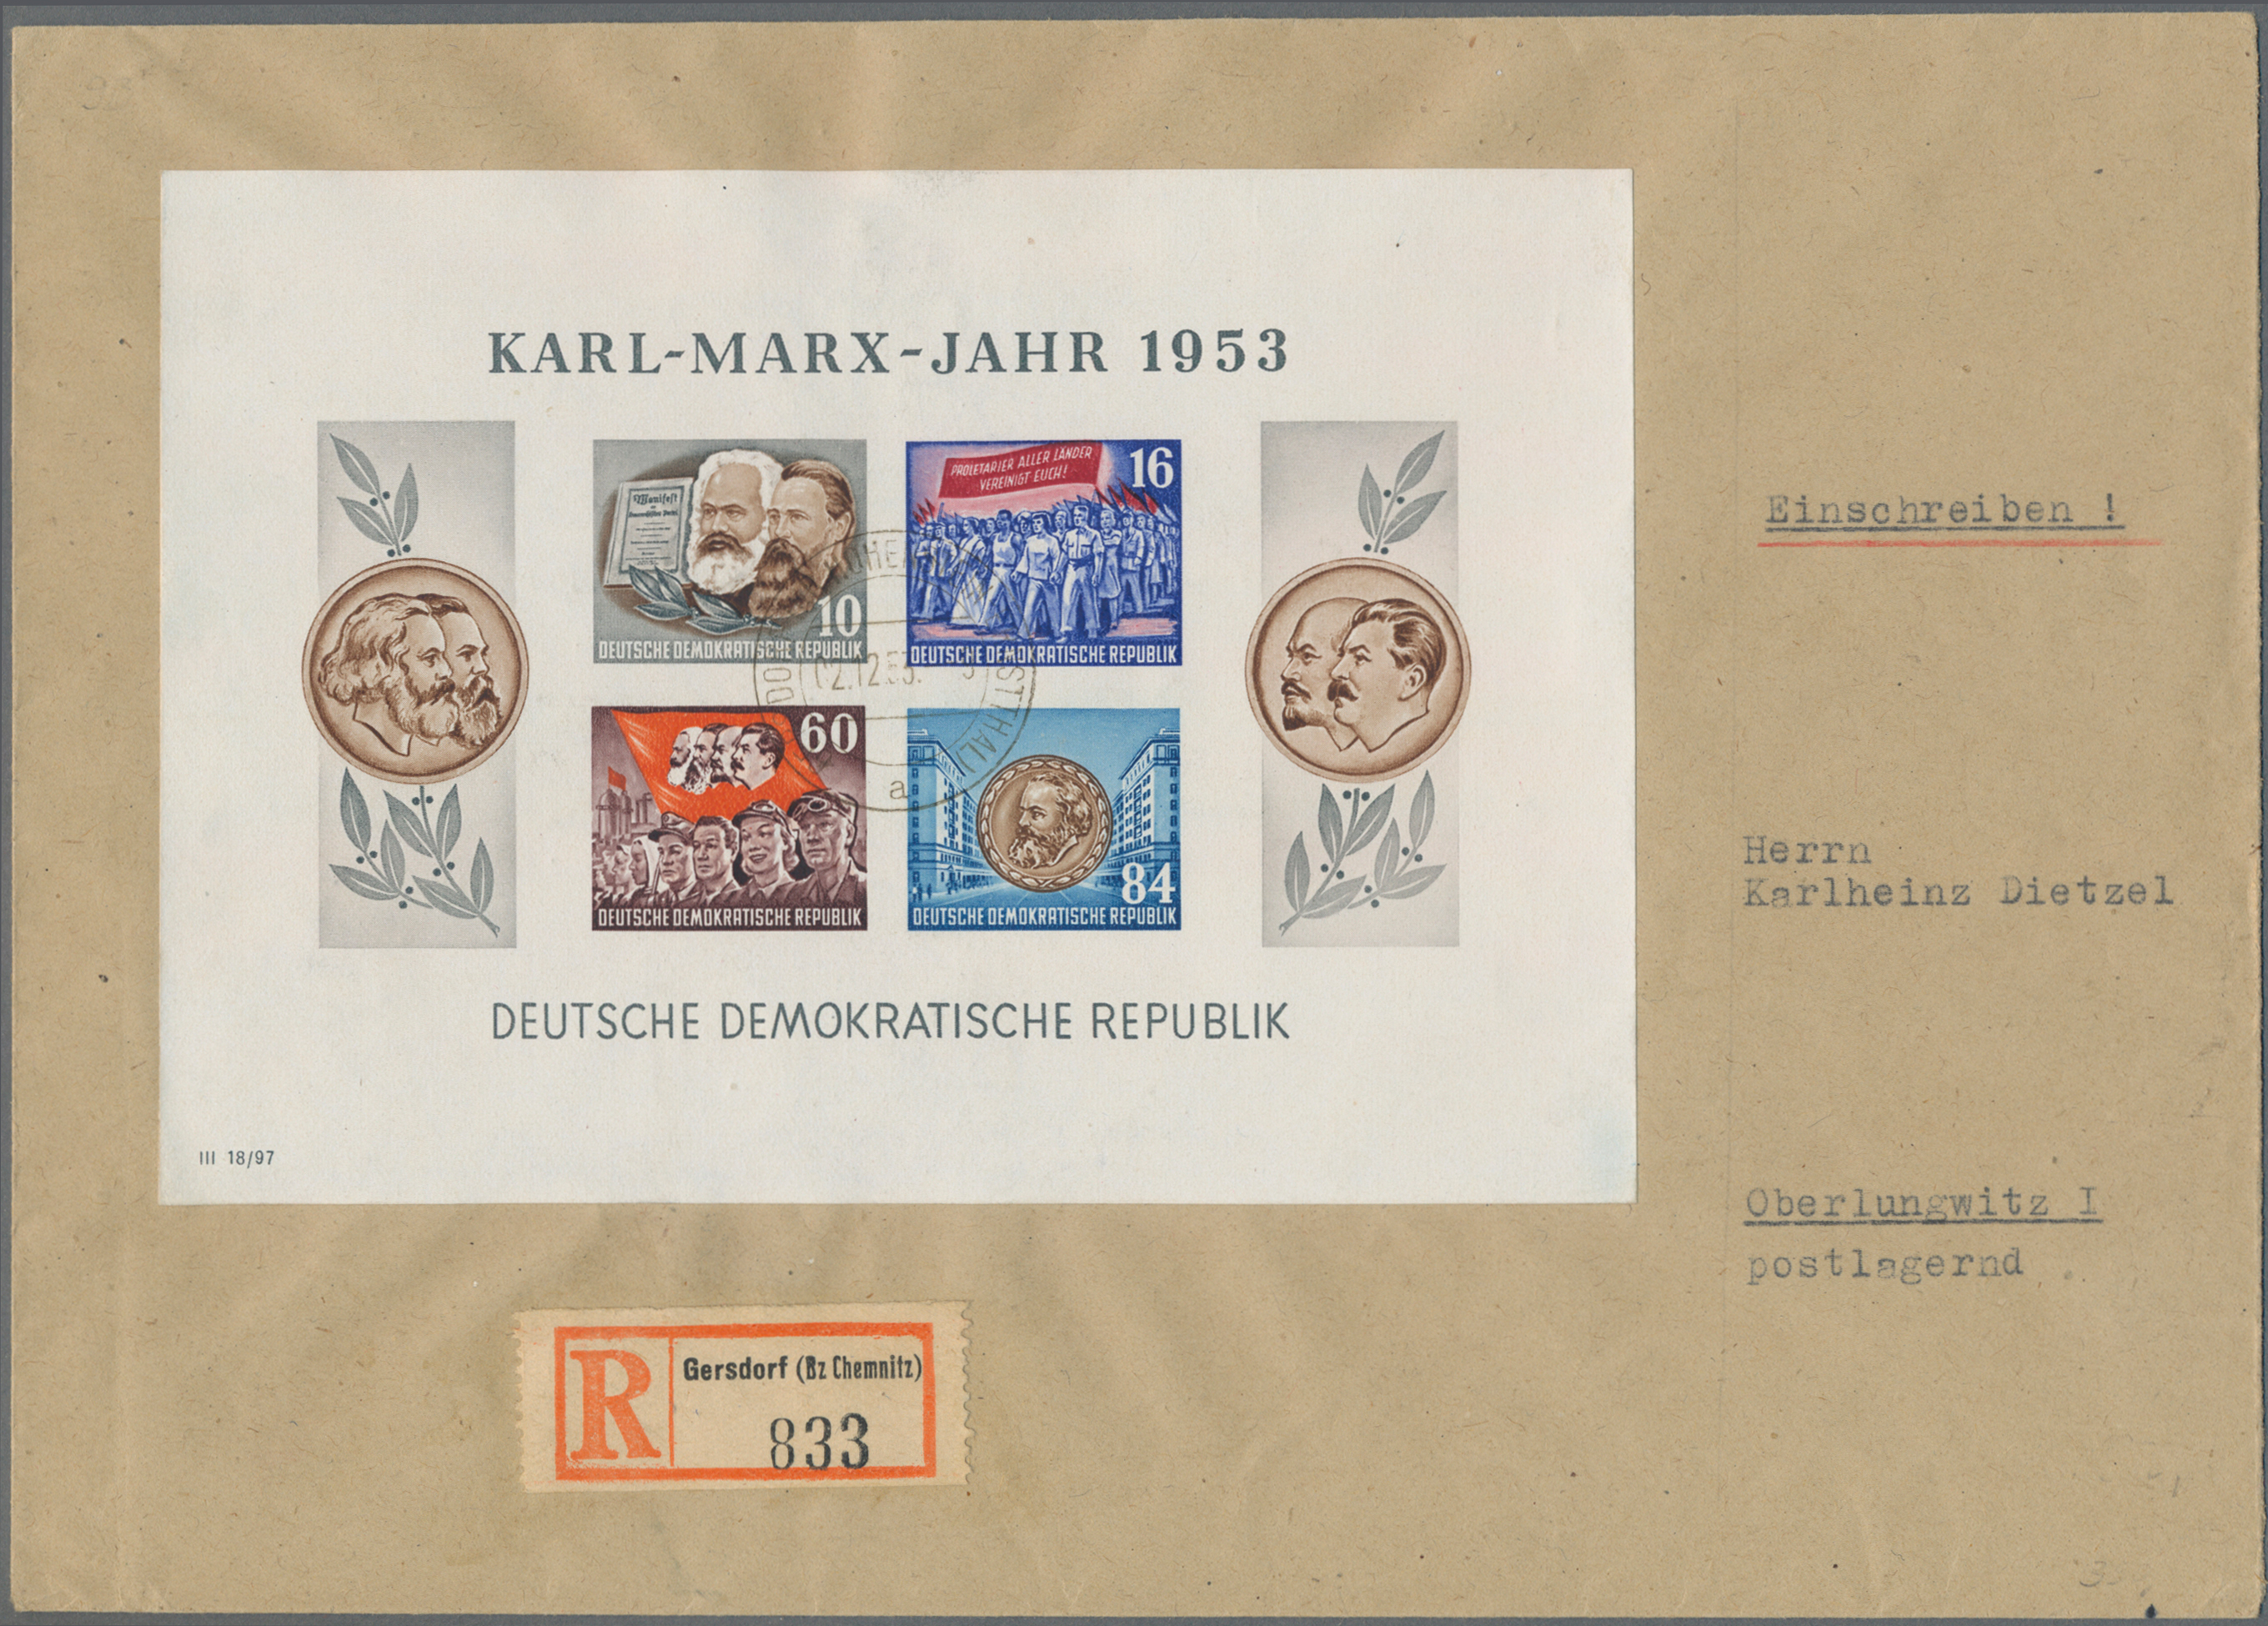 KARL-MARX-JAHR 1953
Manifest
10
DEUTSCHE DEMOKRATISCHE REPUBLIK
PROLETARIER ALLER LÄNDER
VEREINIGT EUCH!
16
DEUTSCHE DEMOKRATISCHE REPUBLIK
60
DEUTSCHE DEMOKRATISCHE REPUBLIK
84
DEUTSCHE DEMOKRATISCHE REPUBLIK
a
DEUTSCHE DEMOKRATISCHE REPUBLIK
III 18/97
Einschreiben !
Herrn
Karlheinz Dietzel
Oberlungwitz I
postlagernd
R
Gersdorf (Bz Chemnitz)
833